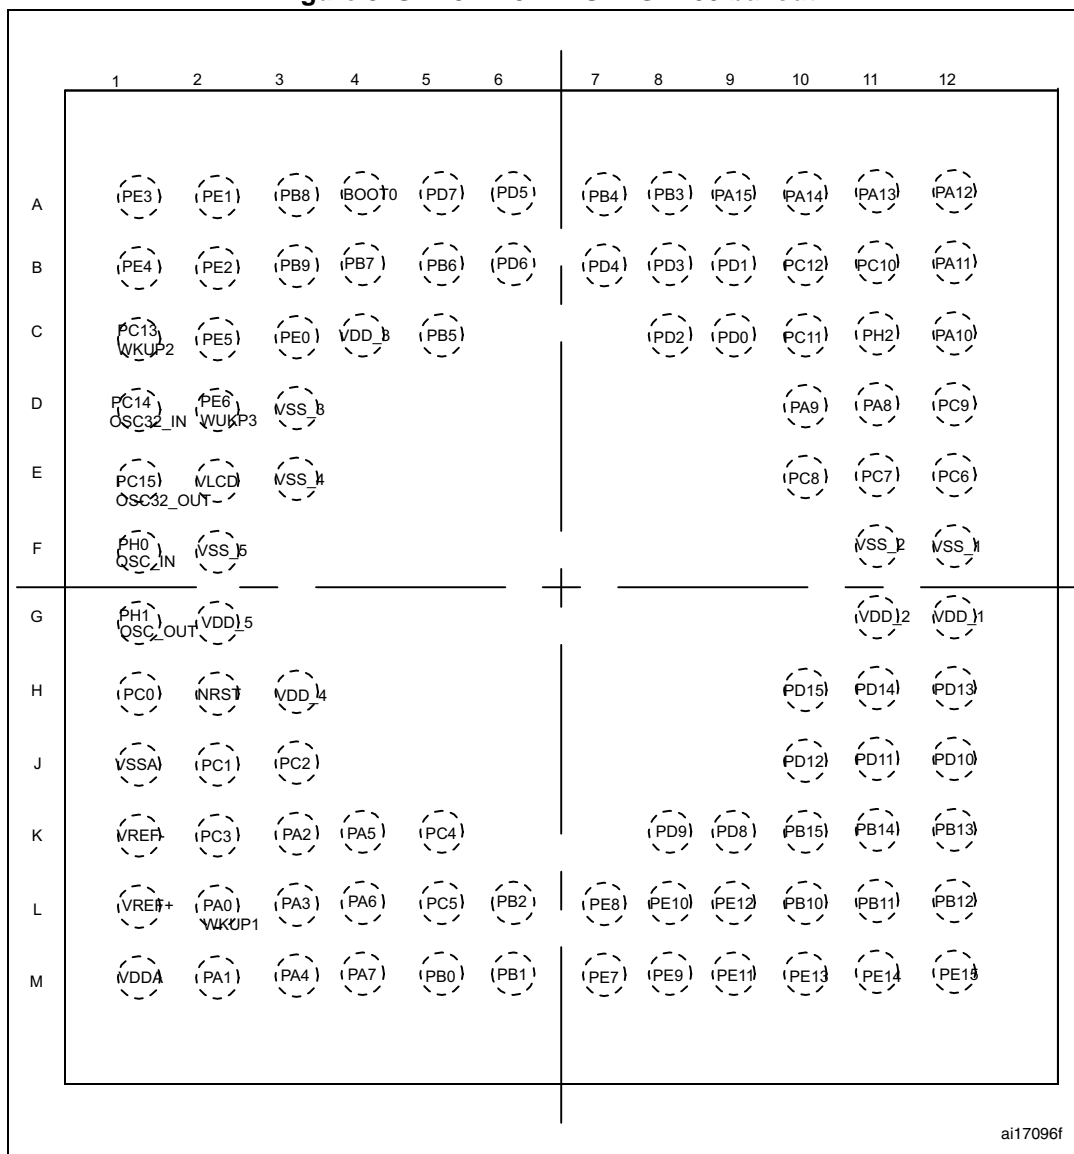 1 2 3 4 5 6 7 8 9 10 11 12
A PE3 PE1 PB8 BOOT0 PD7 PD5 PB4 PB3 PA15 PA14 PA13 PA12
B PE4 PE2 PB9 PB7 PB6 PD6 PD4 PD3 PD1 PC12 PC10 PA11
C PC13 WKUP2 PE5 PE0 VDD_3 PB5 PD2 PD0 PC11 PH2 PA10
D PC14 OSC32_IN PE6 WUKP3 VSS_3 PA9 PA8 PC9
E PC15 OSC32_OUT VLCD VSS_4 PC8 PC7 PC6
F PH0 OSC_IN VSS_5 VSS_2 VSS_1
G PH1 OSC_OUT VDD_5 VDD_2 VDD_1
H PC0 NRST VDD_4 PD15 PD14 PD13
J VSSA PC1 PC2 PD12 PD11 PD10
K VREF- PC3 PA2 PA5 PC4 PD9 PD8 PB15 PB14 PB13
L VREF+ PA0 WKUP1 PA3 PA6 PC5 PB2 PE8 PE10 PE12 PB10 PB11 PB12
M VDDA PA1 PA4 PA7 PB0 PB1 PE7 PE9 PE11 PE13 PE14 PE15
ai17096f